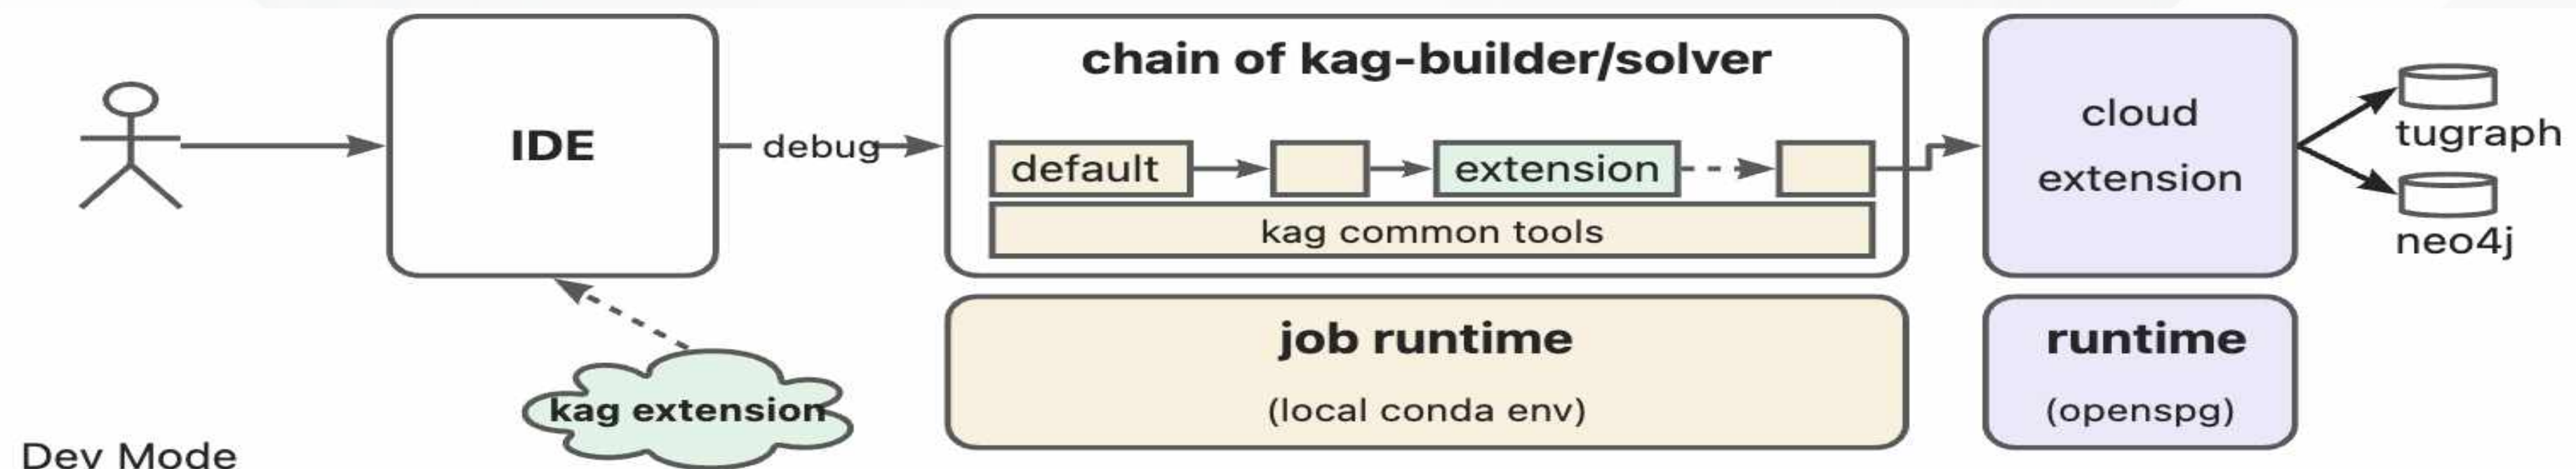 chain of kag-builder/solver
IDE
debug
default
extension
kag common tools
cloud
extension
tugraph
neo4j
job runtime
(local conda env)
runtime
(openspg)
kag extension
Dev Mode